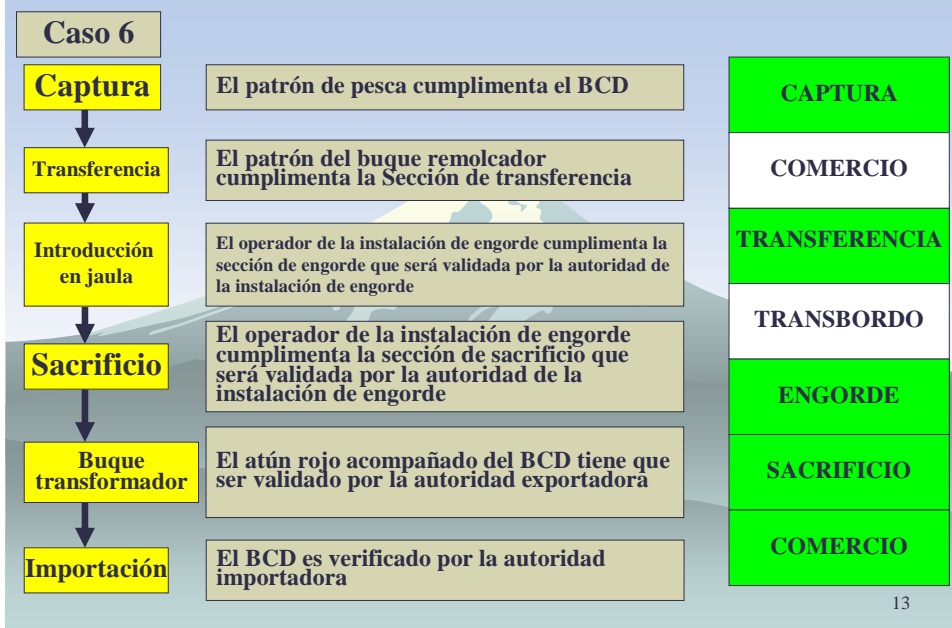 Caso 6
Captura
El patrón de pesca cumplimenta el BCD
Transferencia
El patrón del buque remolcador
cumplimenta la Sección de transferencia
Introducción
en jaula
El operador de la instalación de engorde cumplimenta la
sección de engorde que será validada por la autoridad de
la instalación de engorde
Sacrificio
El operador de la instalación de engorde
cumplimenta la sección de sacrificio que
será validada por la autoridad de la
instalación de engorde
Buque
transformador
El atún rojo acompañado del BCD tiene que
ser validado por la autoridad exportadora
Importación
El BCD es verificado por la autoridad
importadora
CAPTURA
COMERCIO
TRANSFERENCIA
TRANSBORDO
ENGORDE
SACRIFICIO
COMERCIO
13